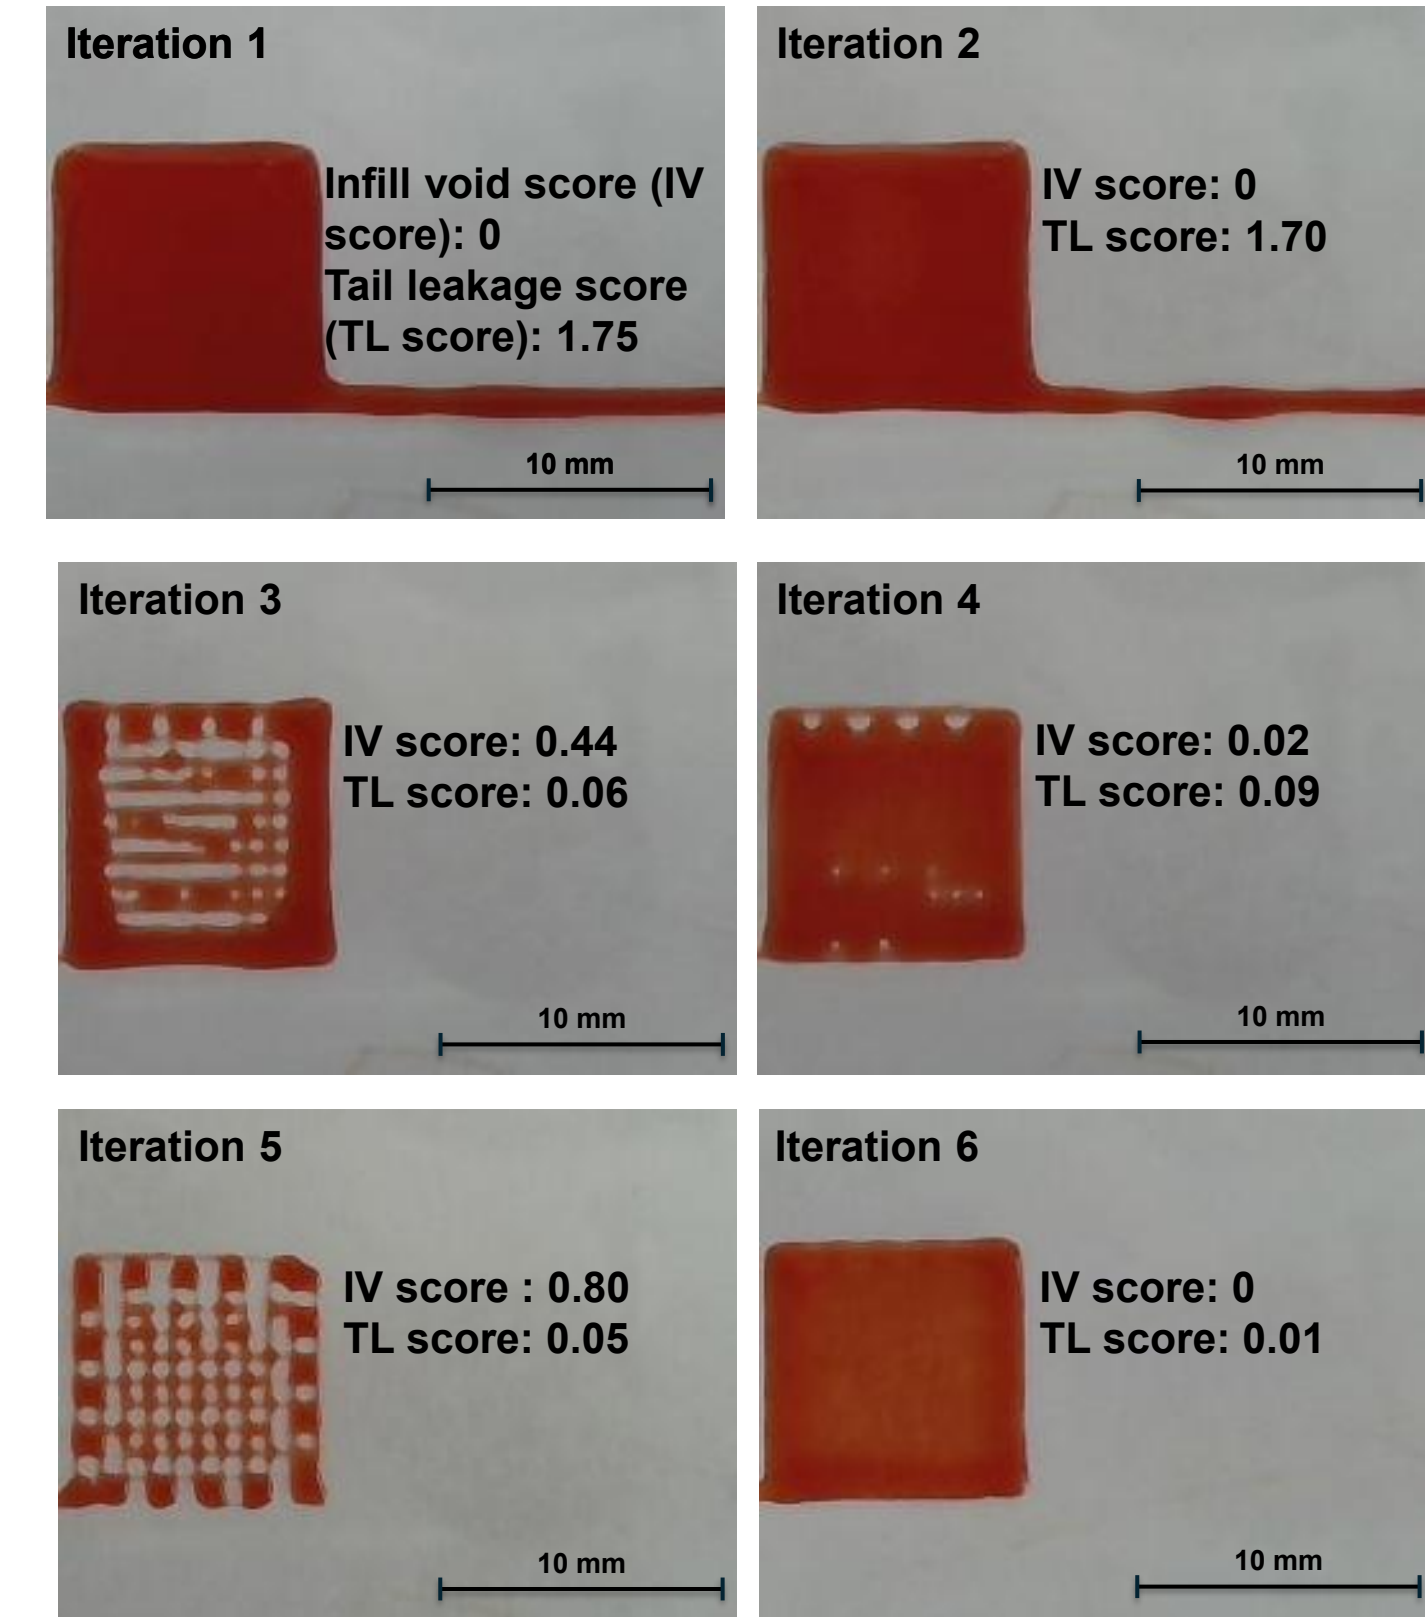 Iteration 1
Infill void score (IV
score): 0
Tail leakage score
(TL score): 1.75
10 mm
Iteration 2
IV score: 0
TL score: 1.70
10 mm
Iteration 3
IV score: 0.44
TL score: 0.06
10 mm
Iteration 4
IV score: 0.02
TL score: 0.09
10 mm
Iteration 5
IV score : 0.80
TL score: 0.05
10 mm
Iteration 6
IV score: 0
TL score: 0.01
10 mm